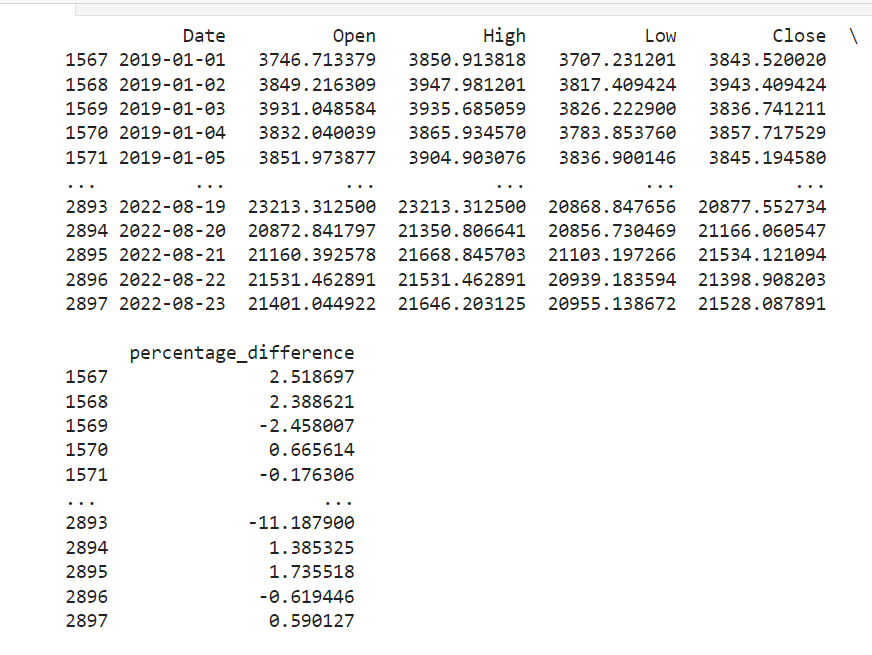 Date Open High Low Close \
1567 2019-01-01 3746.713379 3850.913818 3707.231201 3843.520020
1568 2019-01-02 3849.216309 3947.981201 3817.409424 3943.409424
1569 2019-01-03 3931.048584 3935.685059 3826.222900 3836.741211
1570 2019-01-04 3832.040039 3865.934570 3783.853760 3857.717529
1571 2019-01-05 3851.973877 3904.903076 3836.900146 3845.194580
... ... ... ... ... ...
2893 2022-08-19 23213.312500 23213.312500 20868.847656 20877.552734
2894 2022-08-20 20872.841797 21350.806641 20856.730469 21166.060547
2895 2022-08-21 21160.392578 21668.845703 21103.197266 21534.121094
2896 2022-08-22 21531.462891 21531.462891 20939.183594 21398.908203
2897 2022-08-23 21401.044922 21646.203125 20955.138672 21528.087891
percentage_difference
1567 2.518697
1568 2.388621
1569 -2.458007
1570 0.665614
1571 -0.176306
... ...
2893 -11.187900
2894 1.385325
2895 1.735518
2896 -0.619446
2897 0.590127